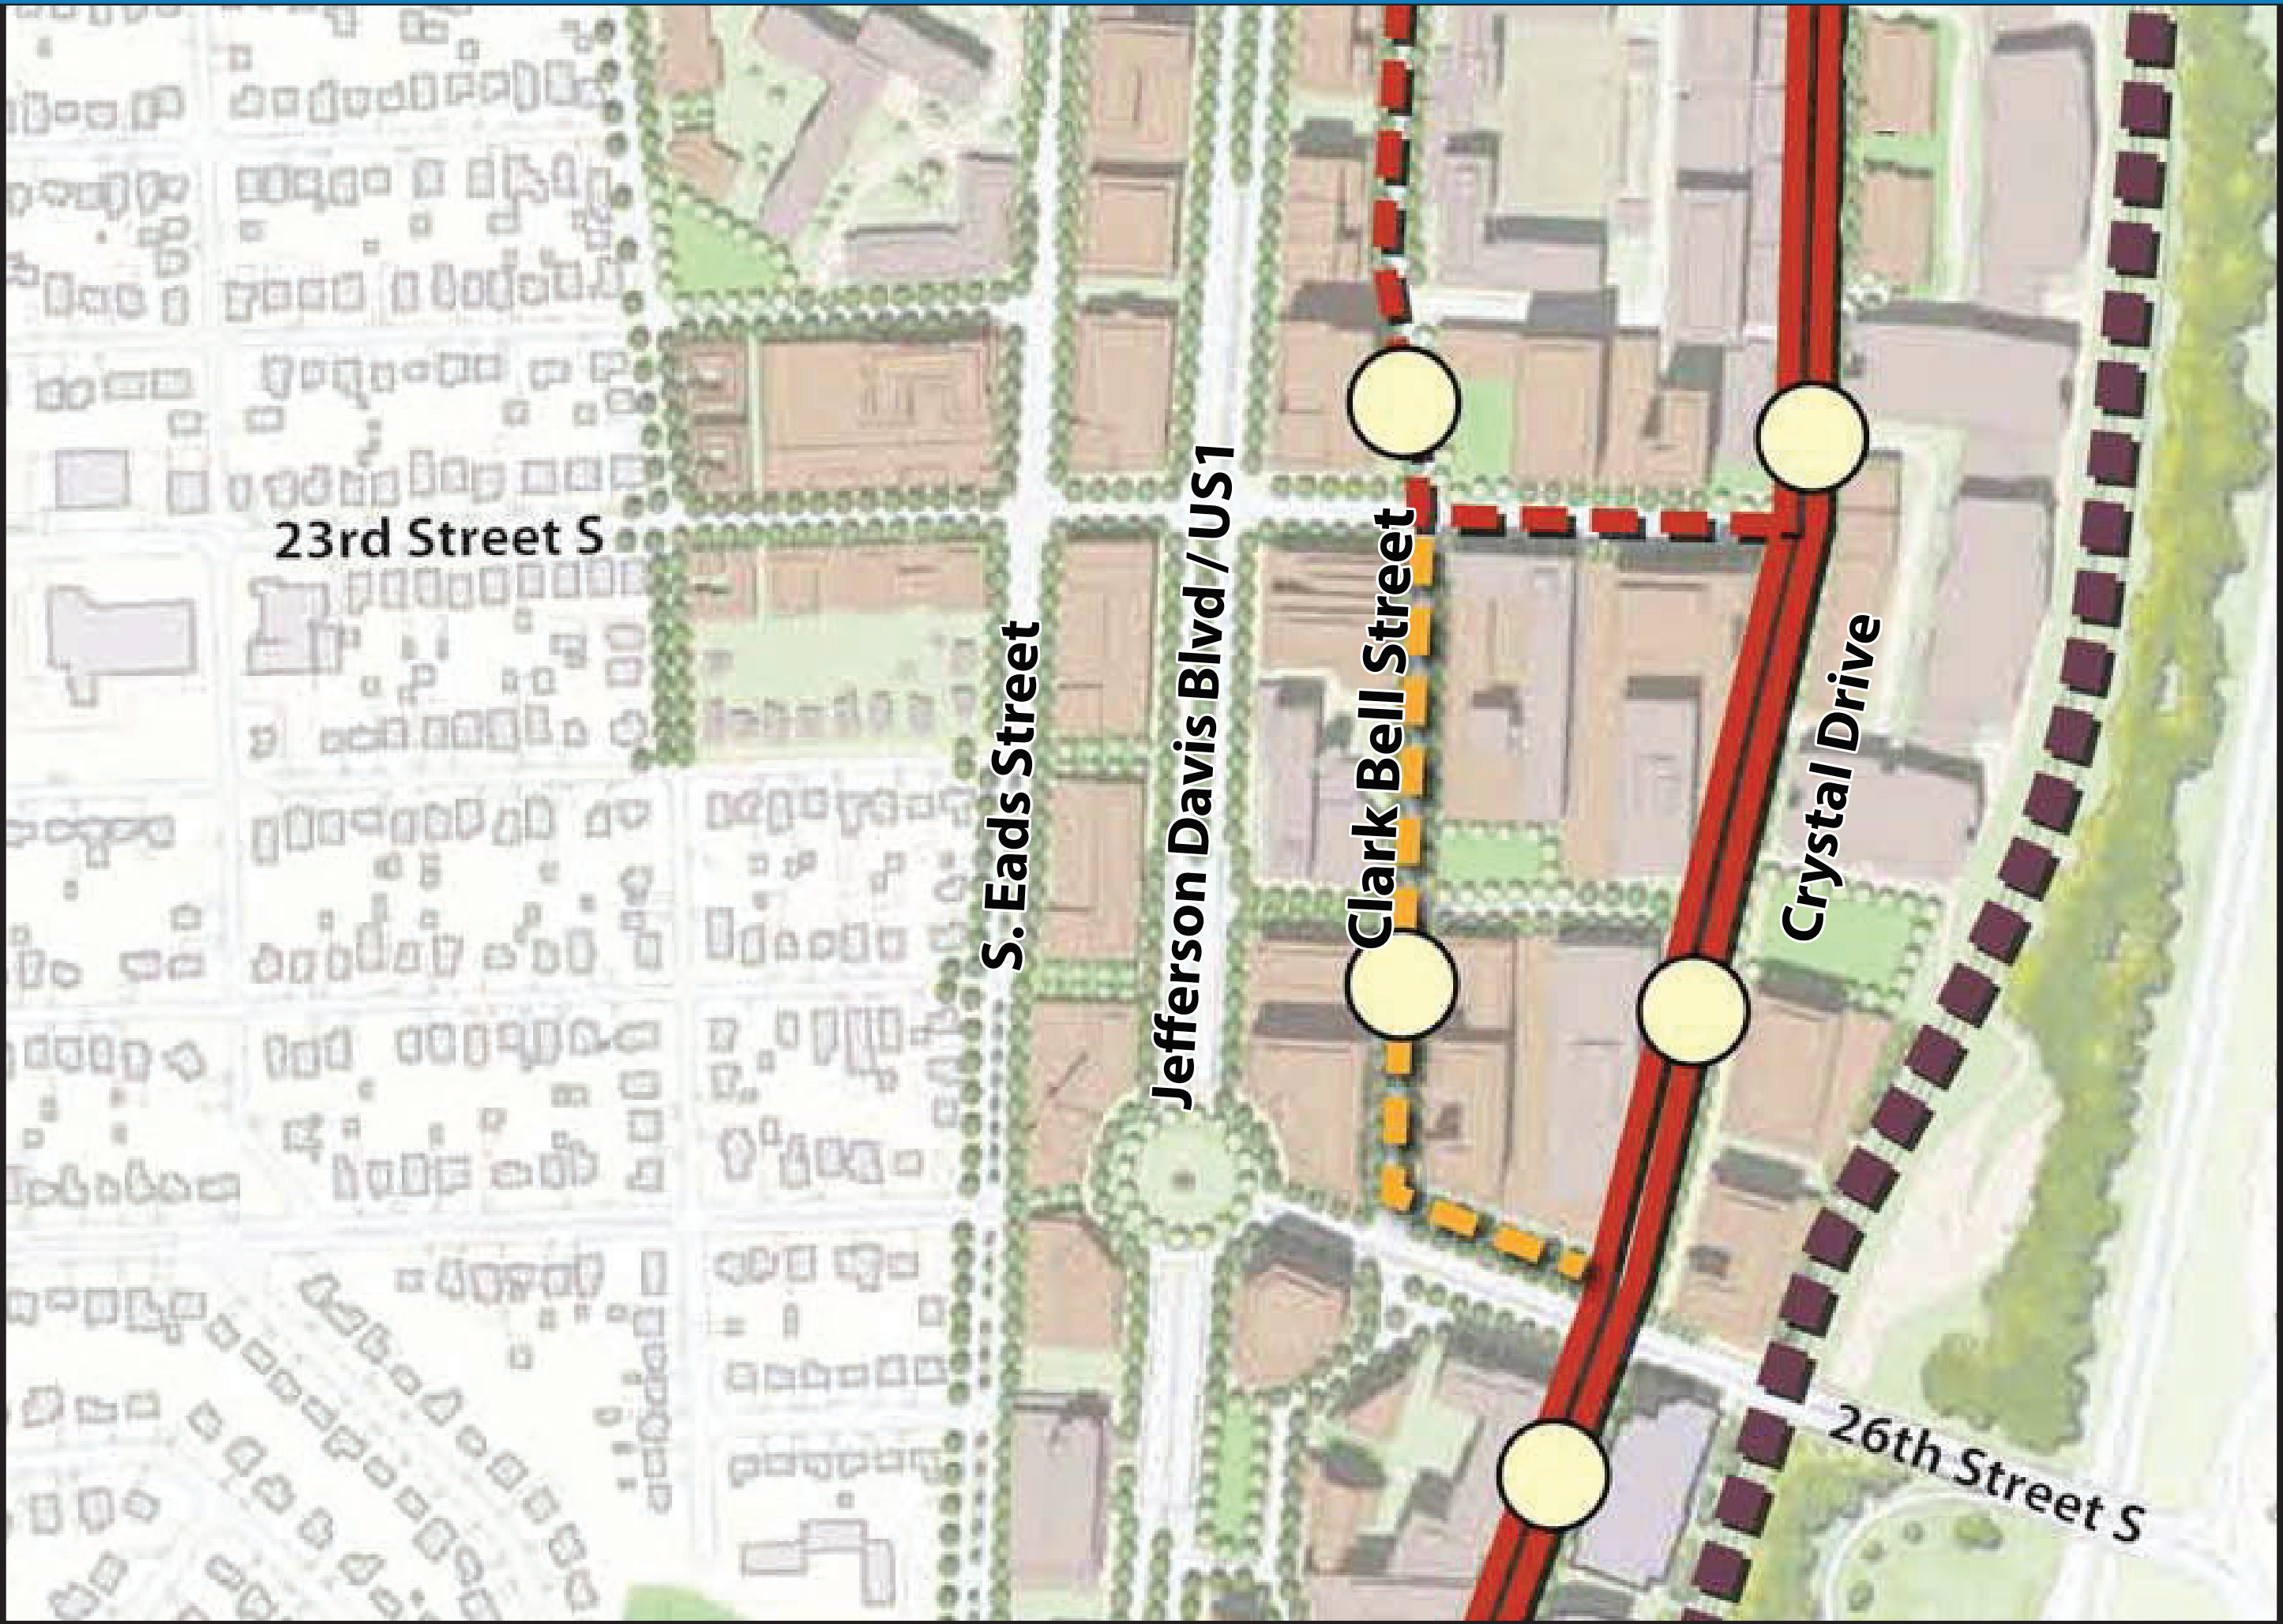 23rd Street S
S. Eads Street
Jefferson Davis Blvd / US1
Clark Bell Street
Crystal Drive
26th Street S